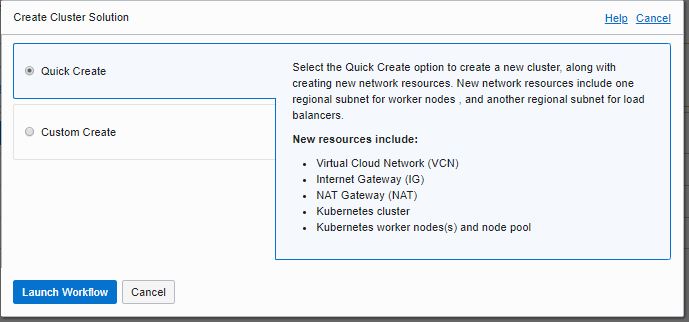 Create Cluster Solution
Help Cancel
Quick Create
Custom Create
Select the Quick Create option to create a new cluster, along with
creating new network resources. New network resources include one
regional subnet for worker nodes , and another regional subnet for load
balancers.
New resources include:
• Virtual Cloud Network (VCN)
• Internet Gateway (IG)
• NAT Gateway (NAT)
• Kubernetes cluster
• Kubernetes worker nodes(s) and node pool
Launch Workflow Cancel